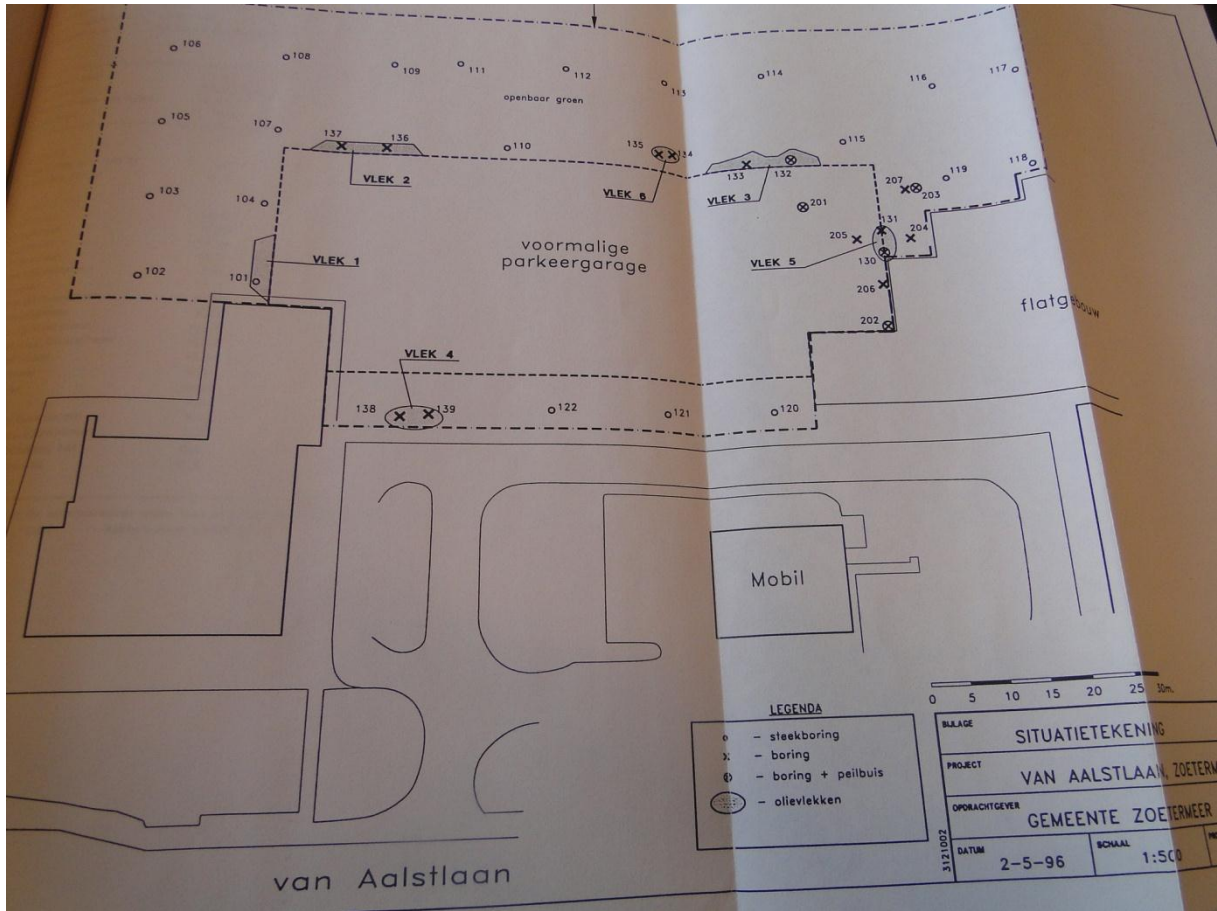 106
108
109
111
112
113
114
116
117
openbaar groen
105
107
137
136
110
135
134
115
133
132
VLEK 2
VLEK 6
VLEK 3
118
119
207
203
103
104
201
131
205
204
voormalige
parkeergarage
VLEK 1
VLEK 5
130
102
101
206
flatgebouw
202
VLEK 4
138
139
122
121
120
Mobil
0 5 10 15 20 25 30m.
LEGENDA
o – steekboring
x – boring
– boring + peilbuis
– olievlekken
BIJLAGE
SITUATIETEKENING
PROJECT
VAN AALSTLAAN, ZOETERM
OPDRACHTGEVER
GEMEENTE ZOETERMEER
DATUM
2-5-96
SCHAAL
1:500
3121002
van Aalstlaan